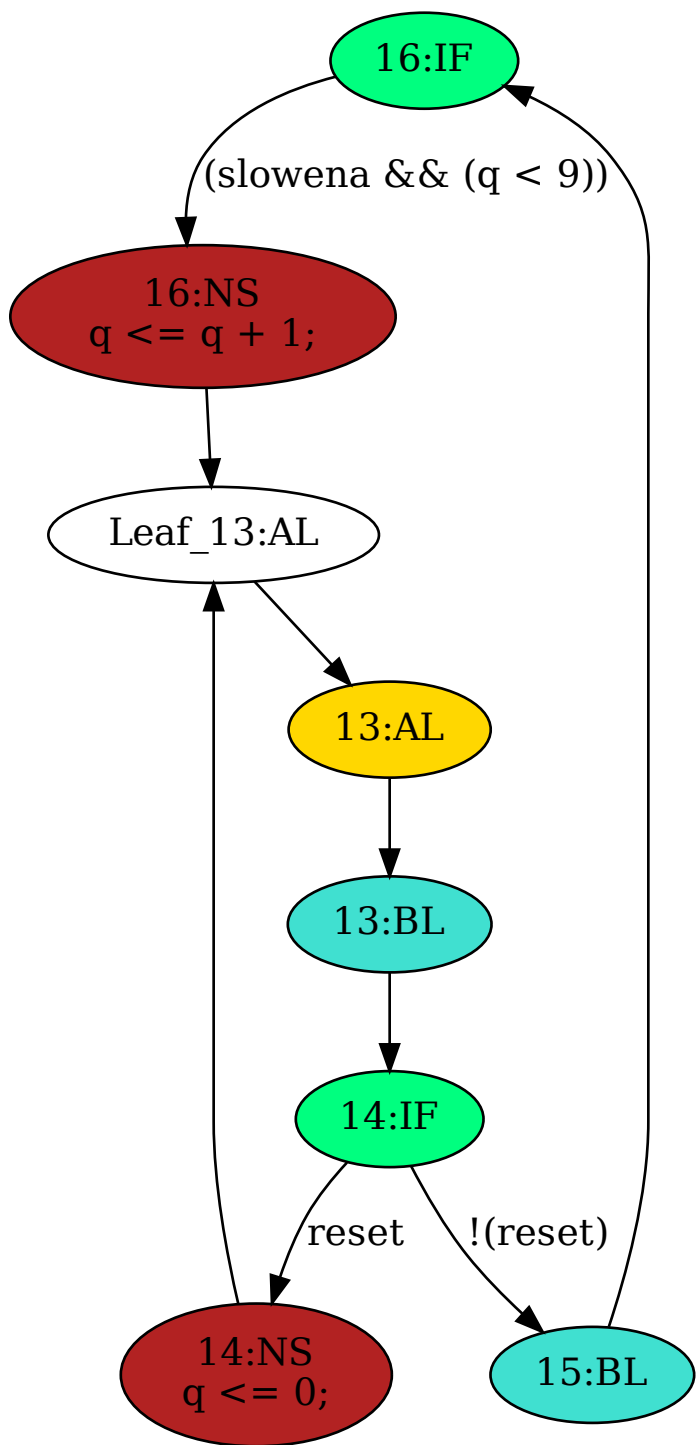 16:IF
(slowena && (q < 9))
16:NS
q <= q + 1;
Leaf_13:AL
13:AL
13:BL
14:IF
reset
!(reset)
14:NS
q <= 0;
15:BL